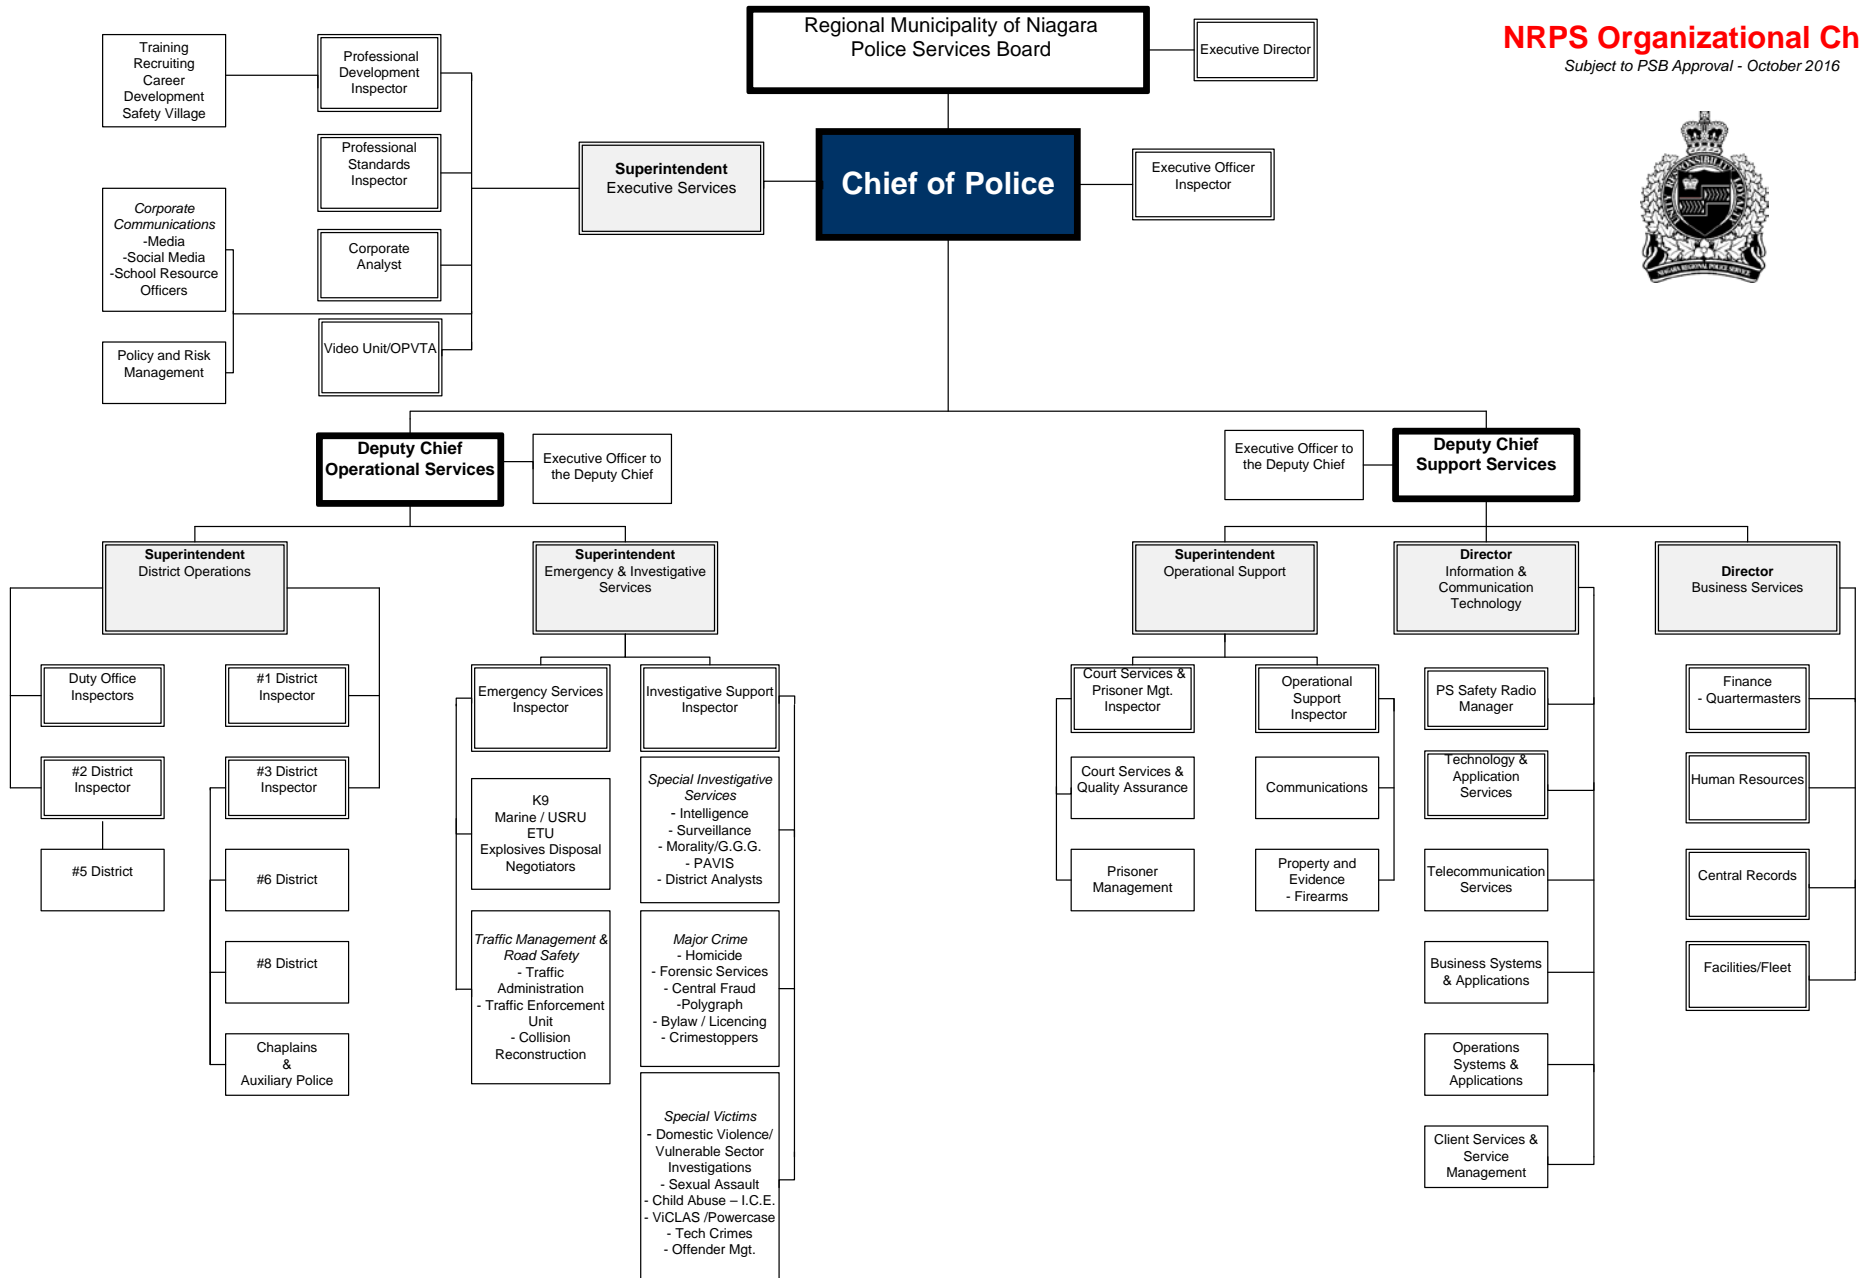 Regional Municipality of Niagara
Police Services Board
Executive Director
NRPS Organizational Ch
Subject to PSB Approval - October 2016
Training
Recruiting
Career
Development
Safety Village
Professional
Development
Inspector
Professional
Standards
Inspector
Superintendent
Executive Services
Chief of Police
Executive Officer
Inspector
UNITY RESPONSIBILITY LOYALTY
NIAGARA REGIONAL POLICE SERVICE
Corporate
Communications
-Media
-Social Media
-School Resource
Officers
Corporate
Analyst
Policy and Risk
Management
Video Unit/OPVTA
Deputy Chief
Operational Services
Executive Officer to
the Deputy Chief
Executive Officer to
the Deputy Chief
Deputy Chief
Support Services
Superintendent
District Operations
Superintendent
Emergency & Investigative
Services
Superintendent
Operational Support
Director
Information &
Communication
Technology
Director
Business Services
Duty Office
Inspectors
#1 District
Inspector
#2 District
Inspector
#3 District
Inspector
#5 District
#6 District
#8 District
Chaplains
&
Auxiliary Police
Emergency Services
Inspector
K9
Marine / USRU
ETU
Explosives Disposal
Negotiators
Traffic Management &
Road Safety
- Traffic
Administration
- Traffic Enforcement
Unit
- Collision
Reconstruction
Investigative Support
Inspector
Special Investigative
Services
- Intelligence
- Surveillance
- Morality/G.G.G.
- PAVIS
- District Analysts
Major Crime
- Homicide
- Forensic Services
- Central Fraud
-Polygraph
- Bylaw / Licencing
- Crimestoppers
Special Victims
- Domestic Violence/
Vulnerable Sector
Investigations
- Sexual Assault
- Child Abuse – I.C.E.
- ViCLAS /Powercase
- Tech Crimes
- Offender Mgt.
Court Services &
Prisoner Mgt.
Inspector
Court Services &
Quality Assurance
Prisoner
Management
Operational
Support
Inspector
Communications
Property and
Evidence
- Firearms
PS Safety Radio
Manager
Technology &
Application
Services
Telecommunication
Services
Business Systems
& Applications
Operations
Systems &
Applications
Client Services &
Service
Management
Finance
- Quartermasters
Human Resources
Central Records
Facilities/Fleet